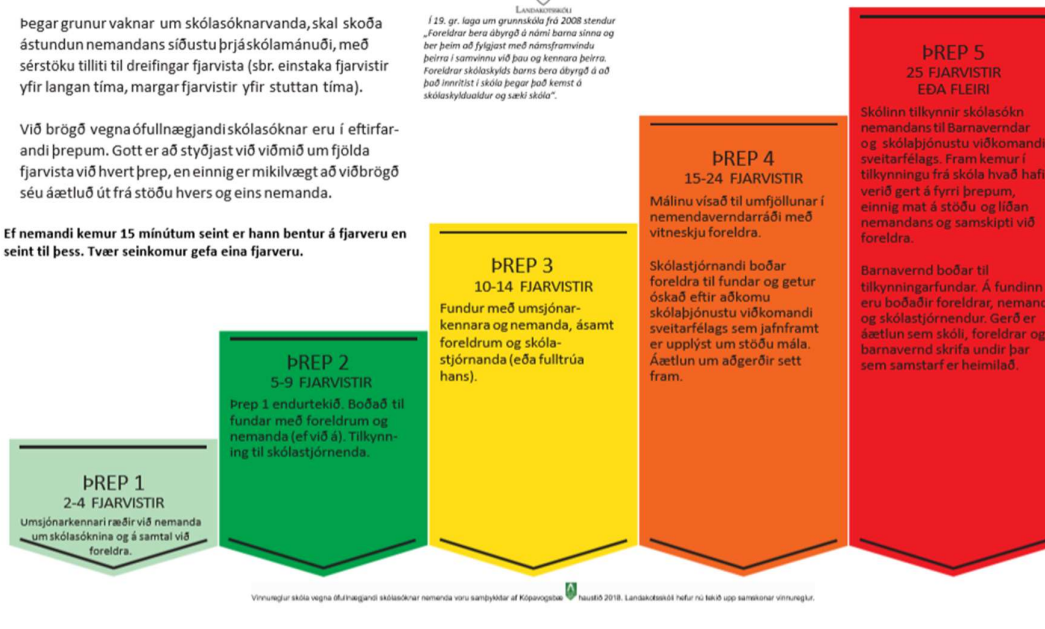 Þegar grunur vaknar um skólasóknarvanda, skal skoða
ástundun nemandans síðustu þrjá skólamánuði, með
sérstöku tilliti til dreifingar fjarvista (sbr. einstaka fjarvistir
yfir langan tíma, margar fjarvistir yfir stuttan tíma).
Við brögð vegna ófullnægjandi skólasóknar eru í eftirfar-
andi þrepum. Gott er að styðjast við viðmið um fjölda
fjarvista við hvert þrep, en einnig er mikilvægt að viðbrögð
séu áætluð út frá stöðu hvers og eins nemanda.
Ef nemandi kemur 15 mínútum seint er hann bentur á fjarveru en
seint til þess. Tvær seinkomur gefa eina fjarveru.
LANDAKOTSSKÓLI
Í 19. gr. laga um grunnskóla frá 2008 stendur
„Foreldrar bera ábyrgð á námi barna sinna og
ber þeim að fylgjast með námsframvindu
þeirra í samvinnu við þau og kennara þeirra.
Foreldrar skólaskylds barns bera ábyrgð á að
það innritist í skóla þegar það kemst á
skólaskyldualdur og sæki skóla“.
ÞREP 1
2-4 FJARVISTIR
Umsjónarkennari ræðir við nemanda
um skólasóknina og á samtal við
foreldra.
ÞREP 2
5-9 FJARVISTIR
Þrep 1 endurtekið. Boðað til
fundar með foreldrum og
nemanda (ef við á). Tilkynn-
ing til skólastjórnenda.
ÞREP 3
10-14 FJARVISTIR
Fundur með umsjónar-
kennara og nemanda, ásamt
foreldrum og skóla-
stjórnanda (eða fulltrúa
hans).
ÞREP 4
15-24 FJARVISTIR
Málinu vísað til umfjöllunar í
nemendaverndarráði með
vitneskju foreldra.
Skólastjórnandi boðar
foreldra til fundar og getur
óskað eftir aðkomu
skólaþjónustu viðkomandi
sveitarfélags sem jafnframt
er upplýst um stöðu mála.
Áætlun um aðgerðir sett
fram.
ÞREP 5
25 FJARVISTIR
EÐA FLEIRI
Skólinn tilkynnir skólasókn
nemandans til Barnaverndar
og skólaþjónustu viðkomandi
sveitarfélags. Fram kemur í
tilkynningu frá skóla hvað hafi
verið gert á fyrri þrepum,
einnig mat á stöðu og líðan
nemandans og samskipti við
foreldra.
Barnavernd boðar til
tilkynningarfundar. Á fundinn
eru boðaðir foreldrar, nemand
og skólastjórnendur. Gerð er
áætlun sem skóli, foreldrar og
barnavernd skrifa undir þar
sem samstarf er heimilað.
Vinnureglur skóla vegna ófullnægjandi skólasóknar nemenda voru samþykktar af Kópavogsbæ haustið 2018. Landakotsskóli hefur nú tekið upp samskonar vinnureglur.